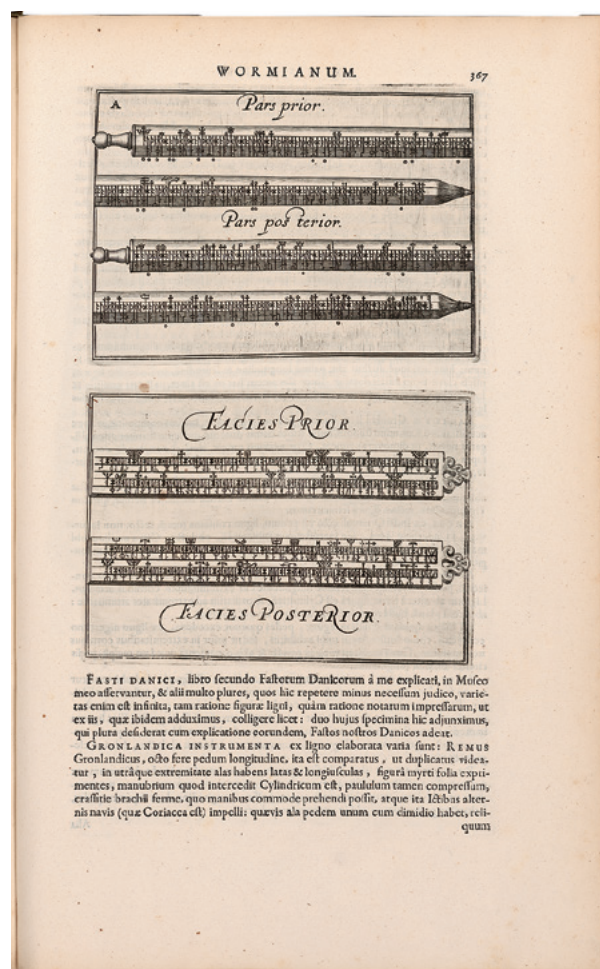 WORMIANUM.
367
A
Pars prior.
Pars pos terior.
FACIES PRIOR.
FACIES POSTERIOR.
FASTI DANICI, libro secundo Fastorum Danicorum à me explicati, in Museo
meo asservantur, & alii multo plures, quos hic repetere minus necessum judico, varie-
tas enim est infinita, tam ratione figuræ ligni, quàm ratione notarum impressarum, ut
ex iis, quæ ibidem adduximus, colligere licet: duo hujus specimina hic adjunximus,
qui plura desiderat cum explicatione eorundem, Fastos nostros Danicos adeat.
GRONLANDICA INSTRUMENTA ex ligno elaborata varia sunt: REMUS
Gronlandicus, octo fere pedum longitudine, ita est comparatus, ut duplicatus videa-
tur, in utrâque extremitate alas habens latas & longiusculas, figurâ myrti folia expri-
mentes, manubrium quod intercedit Cylindricum est, paululum tamen compressum,
crassitie brachii ferme, quo manibus commode prehendi possit, atque ita Ictibus alter-
nis navis (quæ Coriacea est) impelli: quævis ala pedem unum cum dimidio habet, reli-
quum